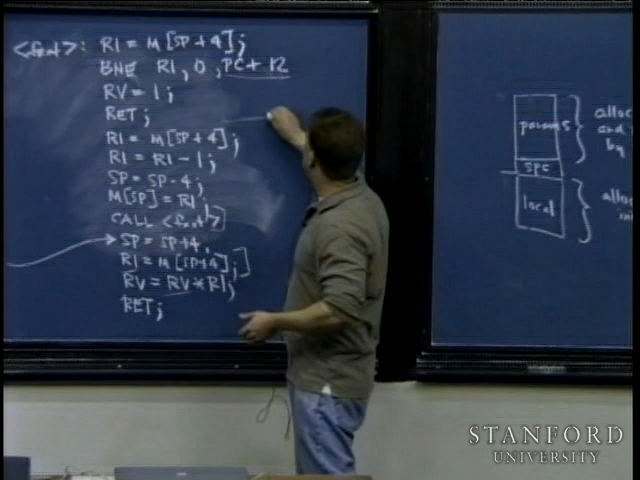 <fact>: R1 = M[SP+4];
BNE R1, 0, PC+12
RV = 1;
RET;
R1 = M[SP+4];
R1 = R1 - 1;
SP = SP - 4;
M[SP] = R1;
CALL <fact>
SP = SP + 4;
R1 = M[SP+4];
RV = RV * R1;
RET;
params
spc
local
alloc
and
by
alloc
in
STANFORD
UNIVERSITY